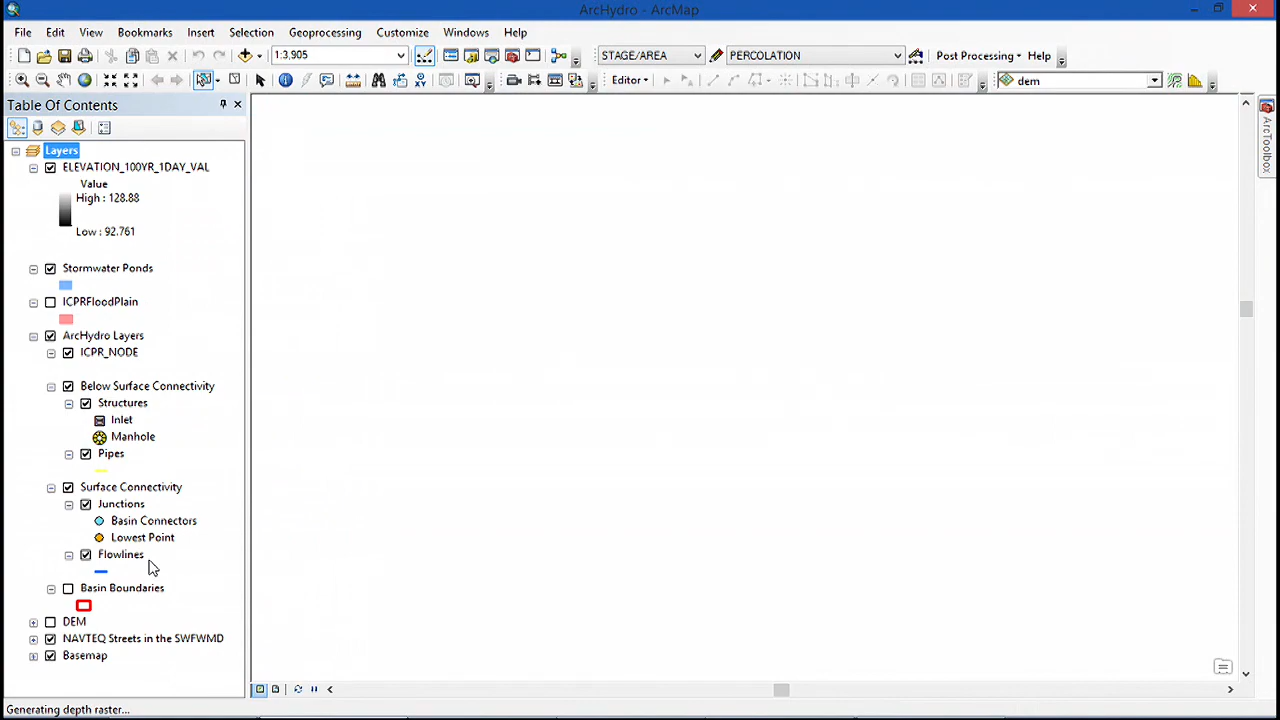 ArcHydro - ArcMap
File Edit View Bookmarks Insert Selection Geoprocessing Customize Windows Help
1:3,905 STAGE/AREA PERCOLATION Post Processing Help
Editor dem
Table Of Contents
Layers
ELEVATION_100YR_1DAY_VAL
Value
High : 128.88
Low : 92.761
Stormwater Ponds
ICPRFloodPlain
ArcHydro Layers
ICPR_NODE
Below Surface Connectivity
Structures
Inlet
Manhole
Pipes
Surface Connectivity
Junctions
Basin Connectors
Lowest Point
Flowlines
Basin Boundaries
DEM
NAVTEQ Streets in the SWFWMD
Basemap
ArcToolbox
Generating depth raster...